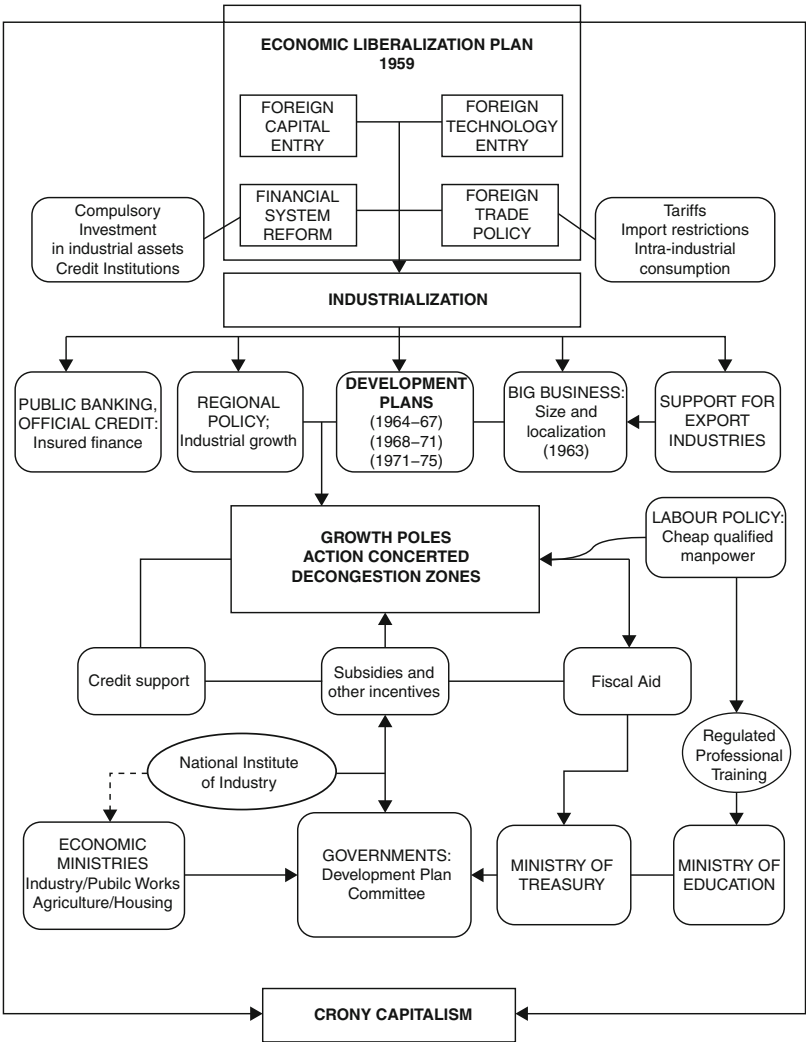 ECONOMIC LIBERALIZATION PLAN
1959
FOREIGN
CAPITAL
ENTRY
FOREIGN
TECHNOLOGY
ENTRY
Compulsory
Investment
in industrial assets
Credit Institutions
FINANCIAL
SYSTEM
REFORM
FOREIGN
TRADE
POLICY
Tariffs
Import restrictions
Intra-industrial
consumption
INDUSTRIALIZATION
PUBLIC BANKING,
OFFICIAL CREDIT:
Insured finance
REGIONAL
POLICY;
Industrial growth
DEVELOPMENT
PLANS
(1964–67)
(1968–71)
(1971–75)
BIG BUSINESS:
Size and
localization
(1963)
SUPPORT FOR
EXPORT
INDUSTRIES
GROWTH POLES
ACTION CONCERTED
DECONGESTION ZONES
LABOUR POLICY:
Cheap qualified
manpower
Credit support
Subsidies and
other incentives
Fiscal Aid
National Institute
of Industry
Regulated
Professional
Training
ECONOMIC
MINISTRIES
Industry/Pubilc Works
Agriculture/Housing
GOVERNMENTS:
Development Plan
Committee
MINISTRY OF
TREASURY
MINISTRY OF
EDUCATION
CRONY CAPITALISM